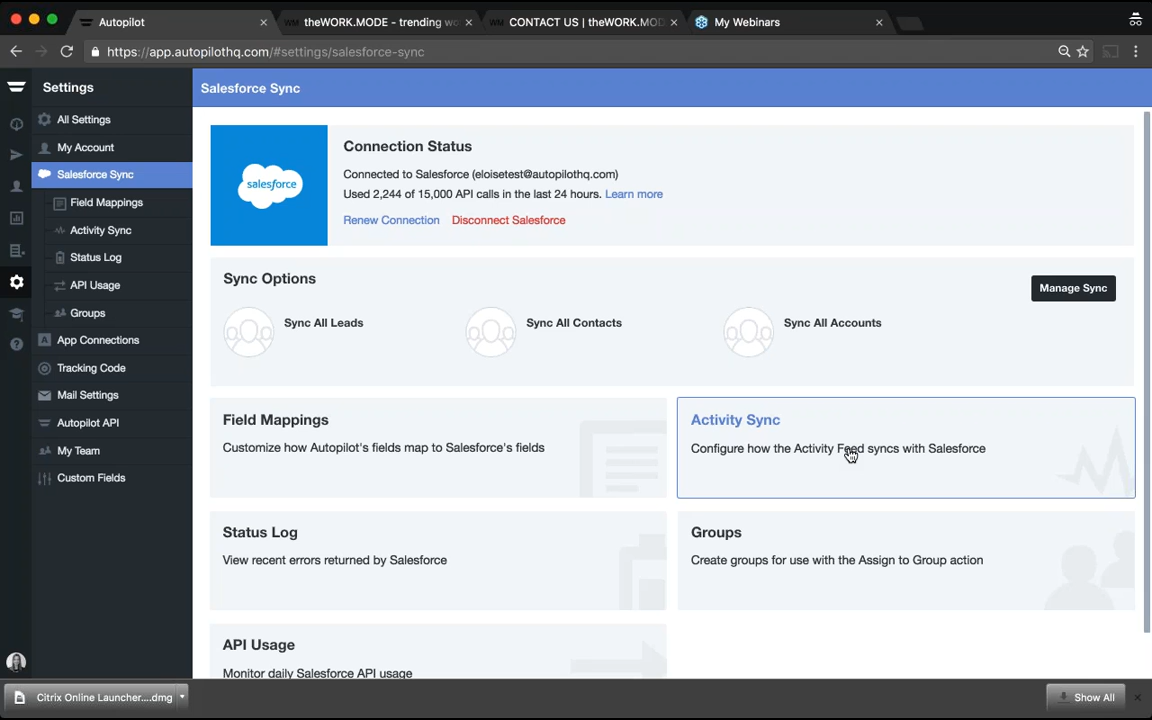 Autopilot
theWORK.MODE - trending wo
CONTACT US | theWORK.MOD
My Webinars
https://app.autopilothq.com/#settings/salesforce-sync
Settings
Salesforce Sync
All Settings
My Account
Salesforce Sync
Field Mappings
Activity Sync
Status Log
API Usage
Groups
App Connections
Tracking Code
Mail Settings
Autopilot API
My Team
Custom Fields
salesforce
Connection Status
Connected to Salesforce (eloisetest@autopilothq.com)
Used 2,244 of 15,000 API calls in the last 24 hours. Learn more
Renew Connection Disconnect Salesforce
Sync Options
Manage Sync
Sync All Leads
Sync All Contacts
Sync All Accounts
Field Mappings
Customize how Autopilot's fields map to Salesforce's fields
Activity Sync
Configure how the Activity Feed syncs with Salesforce
Status Log
View recent errors returned by Salesforce
Groups
Create groups for use with the Assign to Group action
API Usage
Monitor daily Salesforce API usage
Citrix Online Launcher....dmg
Show All